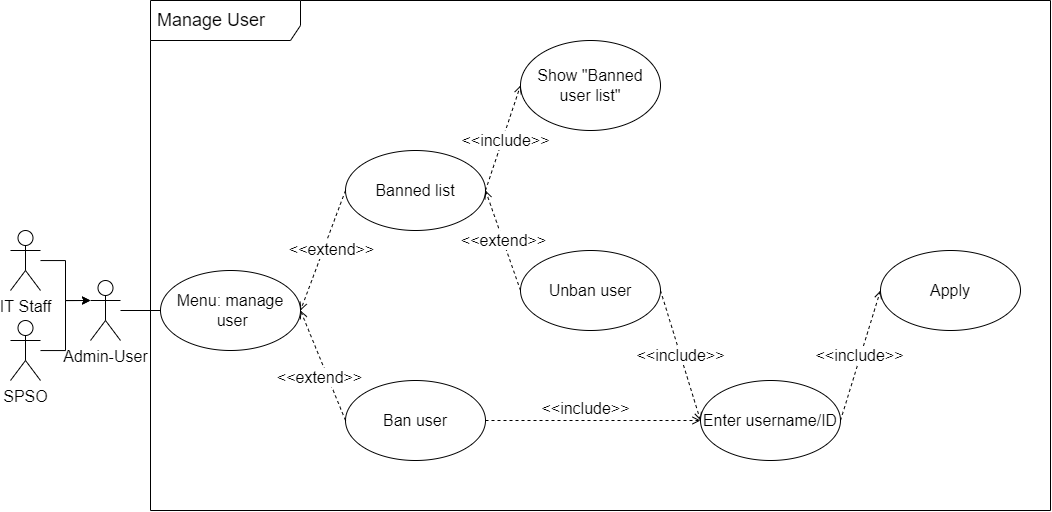 Manage User
Show "Banned
user list"
<<include>>
Banned list
<<extend>>
<<extend>>
IT Staff
Menu: manage
user
Unban user
Apply
Admin-User
SPSO
<<include>>
<<include>>
<<extend>>
<<include>>
Ban user
Enter username/ID